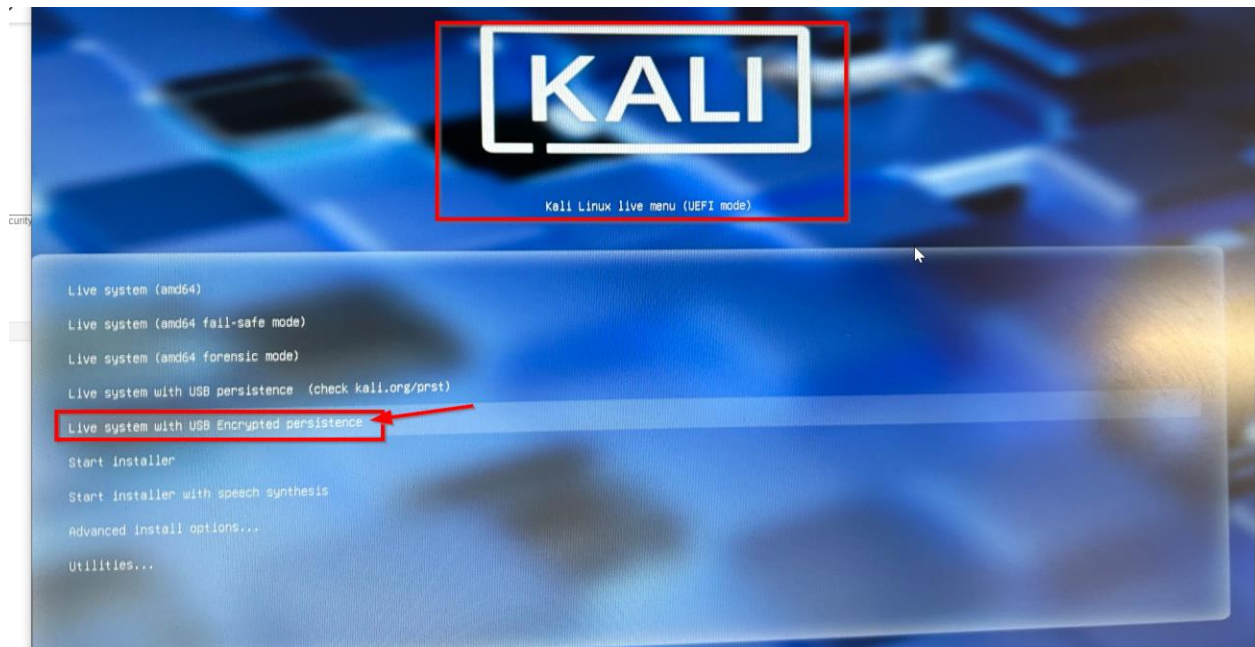 KALI
Kali Linux live menu (UEFI mode)
curity
Live system (amd64)
Live system (amd64 fail-safe mode)
Live system (amd64 forensic mode)
Live system with USB persistence (check kali.org/prst)
Live system with USB Encrypted persistence
Start installer
Start installer with speech synthesis
Advanced install options...
Utilities...